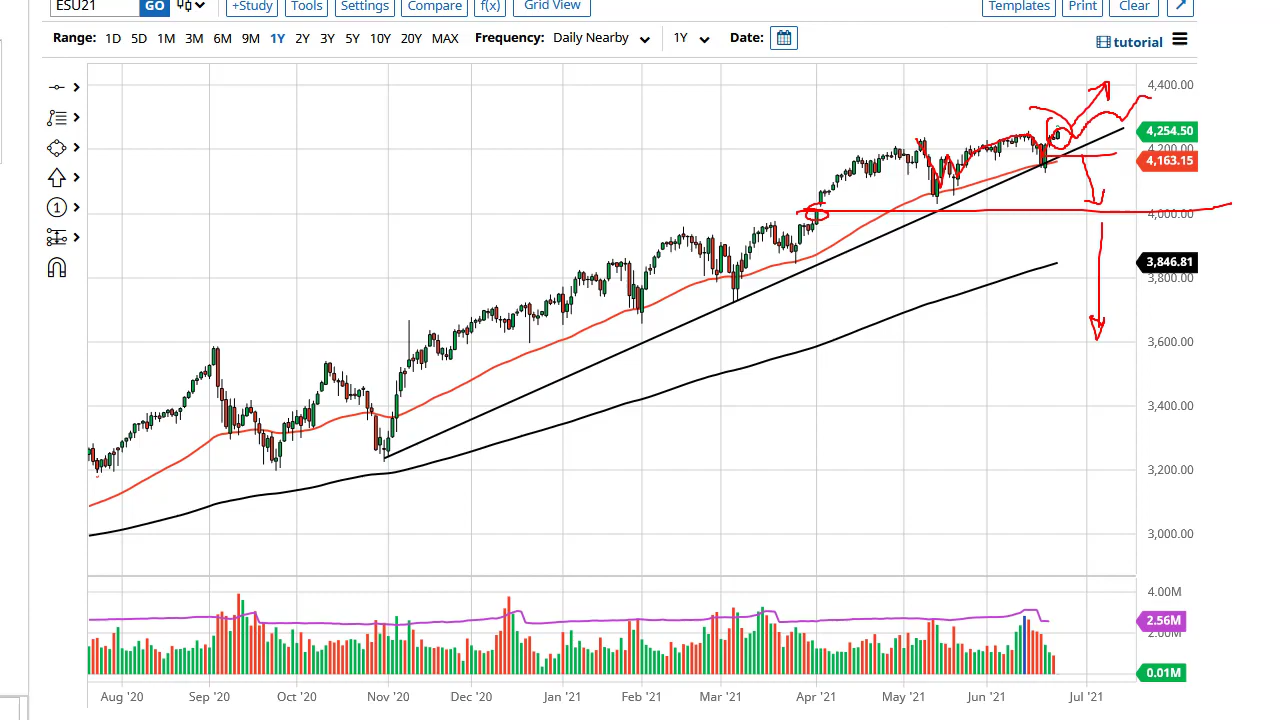 ESU21 GO +Study Tools Settings Compare f(x) Grid View Templates Print Clear
Range: 1D 5D 1M 3M 6M 9M 1Y 2Y 3Y 5Y 10Y 20Y MAX Frequency: Daily Nearby 1Y Date: tutorial
4,400.00
4,254.50
4,200.00
4,163.15
4,000.00
3,846.81
3,800.00
3,600.00
3,400.00
3,200.00
3,000.00
4.00M
2.56M
2.00M
0.01M
Aug '20 Sep '20 Oct '20 Nov '20 Dec '20 Jan '21 Feb '21 Mar '21 Apr '21 May '21 Jun '21 Jul '21